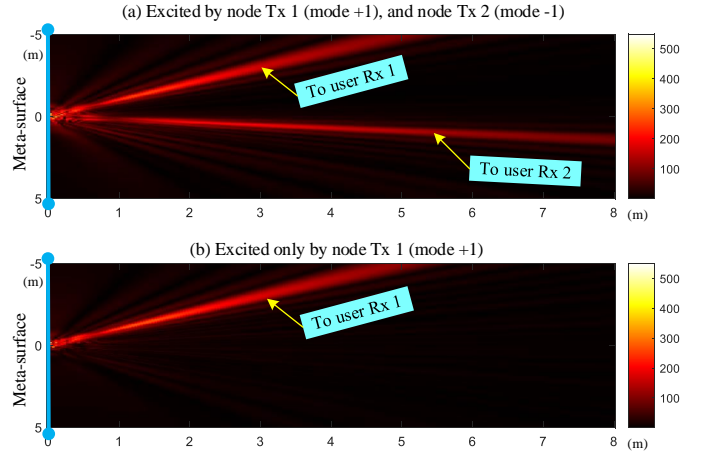 (a) Excited by node Tx 1 (mode +1), and node Tx 2 (mode -1)
-5
(m)
0
5
Meta-surface
To user Rx 1
To user Rx 2
0 1 2 3 4 5 6 7 8
(m)
500
400
300
200
100
(b) Excited only by node Tx 1 (mode +1)
-5
(m)
0
5
Meta-surface
To user Rx 1
0 1 2 3 4 5 6 7 8
(m)
500
400
300
200
100